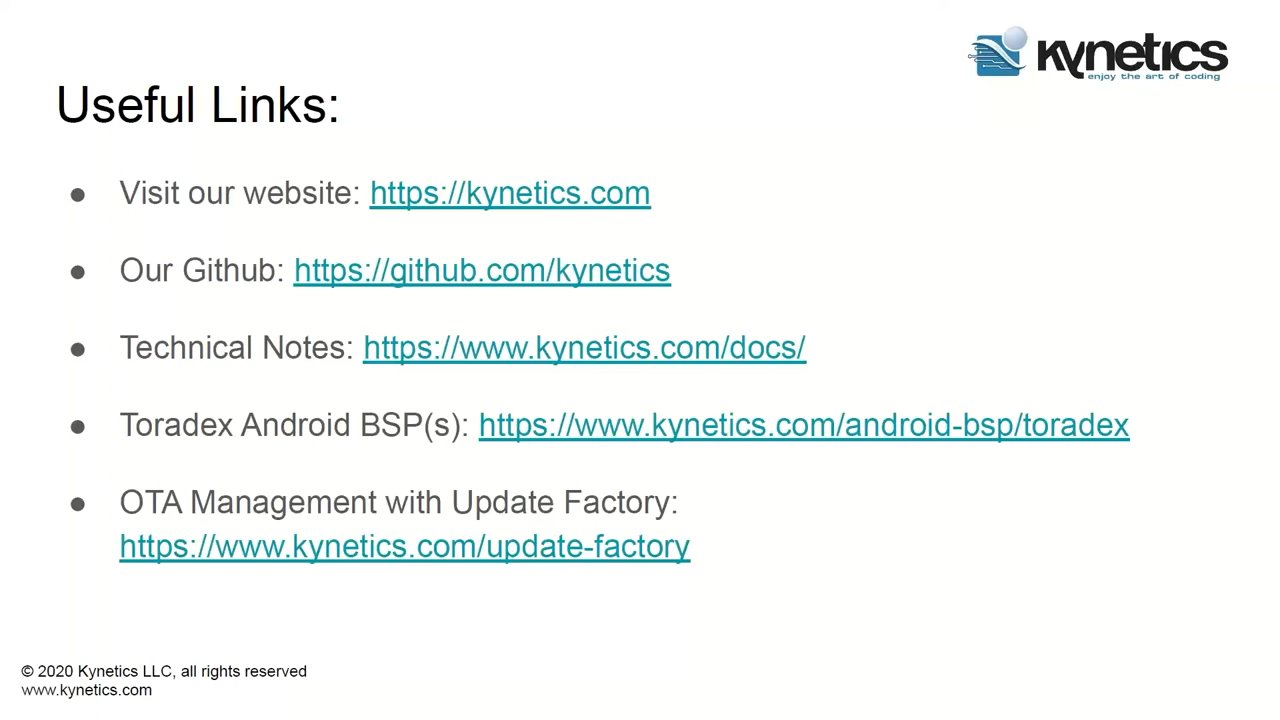 kynetics
enjoy the art of coding
Useful Links:
● Visit our website: https://kynetics.com
● Our Github: https://github.com/kynetics
● Technical Notes: https://www.kynetics.com/docs/
● Toradex Android BSP(s): https://www.kynetics.com/android-bsp/toradex
● OTA Management with Update Factory:
https://www.kynetics.com/update-factory
© 2020 Kynetics LLC, all rights reserved
www.kynetics.com